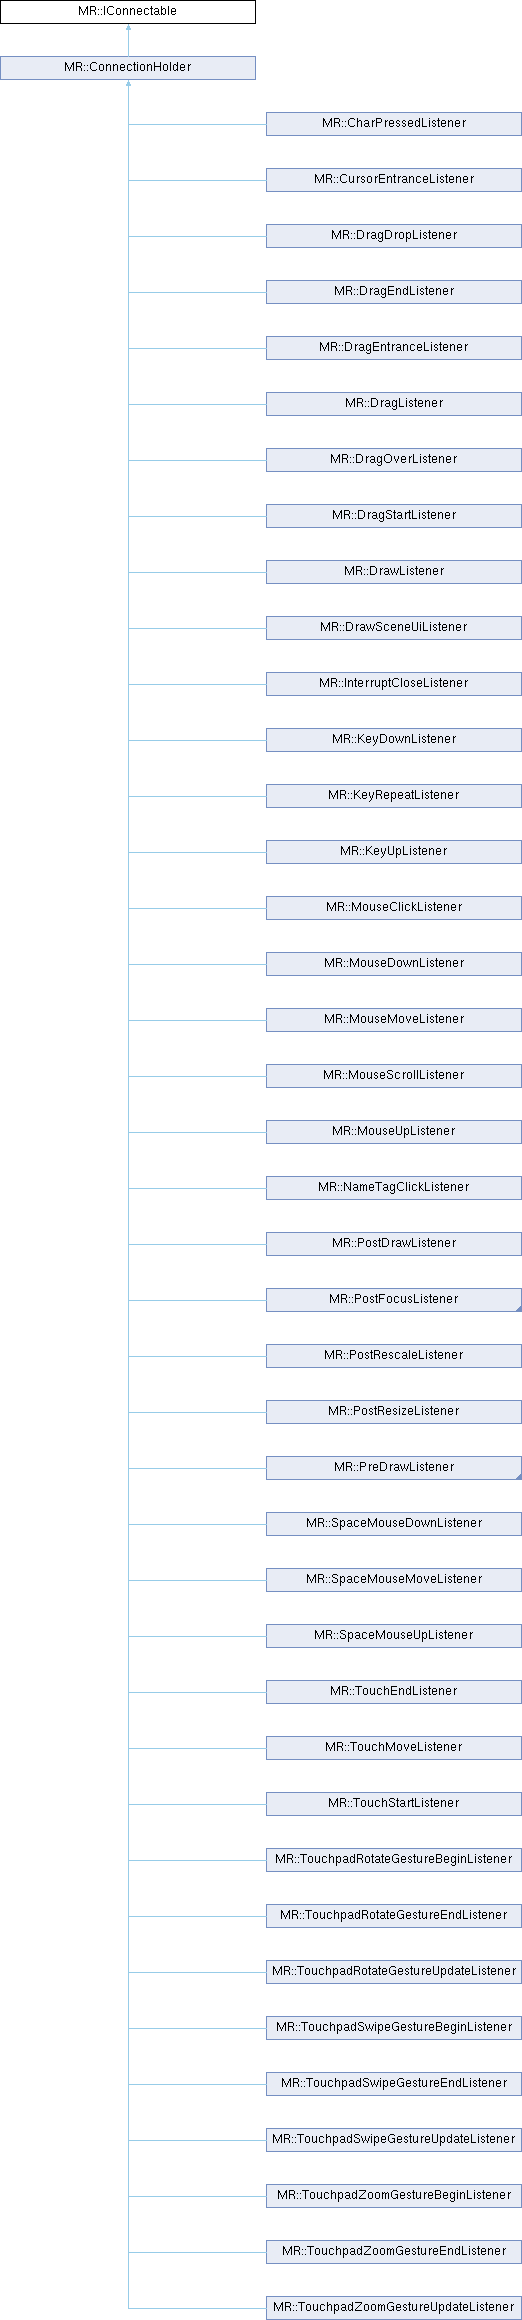 MR::IConnectable
MR::ConnectionHolder
MR::CharPressedListener
MR::CursorEntranceListener
MR::DragDropListener
MR::DragEndListener
MR::DragEntranceListener
MR::DragListener
MR::DragOverListener
MR::DragStartListener
MR::DrawListener
MR::DrawSceneUiListener
MR::InterruptCloseListener
MR::KeyDownListener
MR::KeyRepeatListener
MR::KeyUpListener
MR::MouseClickListener
MR::MouseDownListener
MR::MouseMoveListener
MR::MouseScrollListener
MR::MouseUpListener
MR::NameTagClickListener
MR::PostDrawListener
MR::PostFocusListener
MR::PostRescaleListener
MR::PostResizeListener
MR::PreDrawListener
MR::SpaceMouseDownListener
MR::SpaceMouseMoveListener
MR::SpaceMouseUpListener
MR::TouchEndListener
MR::TouchMoveListener
MR::TouchStartListener
MR::TouchpadRotateGestureBeginListener
MR::TouchpadRotateGestureEndListener
MR::TouchpadRotateGestureUpdateListener
MR::TouchpadSwipeGestureBeginListener
MR::TouchpadSwipeGestureEndListener
MR::TouchpadSwipeGestureUpdateListener
MR::TouchpadZoomGestureBeginListener
MR::TouchpadZoomGestureEndListener
MR::TouchpadZoomGestureUpdateListener